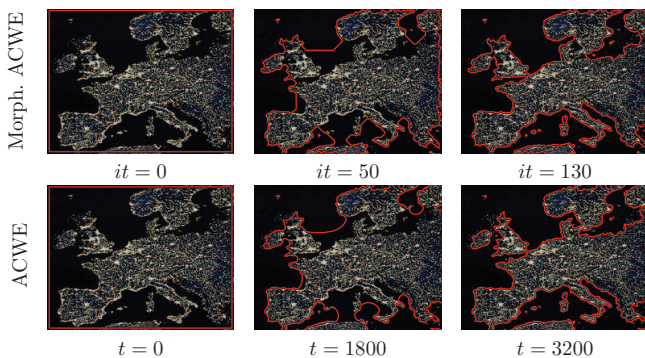 Morph. ACWE
it = 0
it = 50
it = 130
ACWE
t = 0
t = 1800
t = 3200